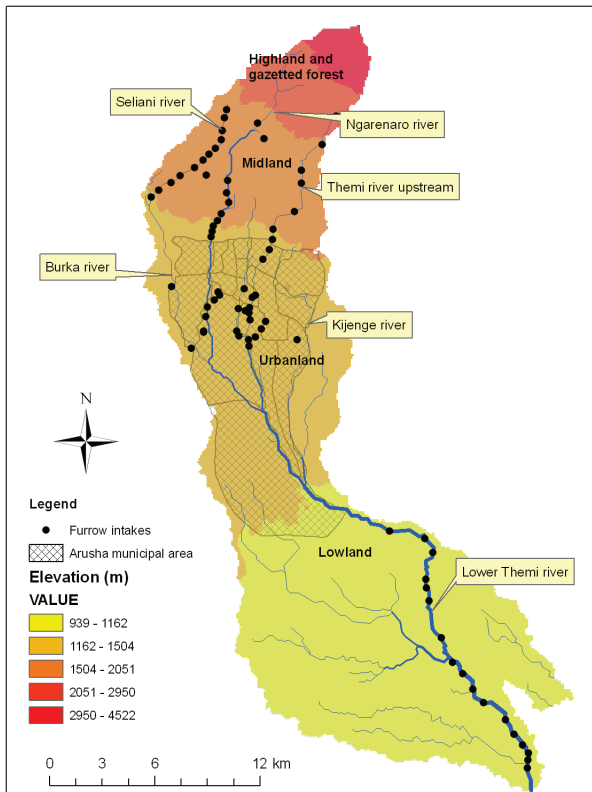 Highland and
gazetted forest
Seliani river
Ngarenaro river
Midland
Themi river upstream
Burka river
Kijenge river
Urbanland
N
Legend
Furrow intakes
Arusha municipal area
Lowland
Lower Themi river
Elevation (m)
VALUE
939 - 1162
1162 - 1504
1504 - 2051
2051 - 2950
2950 - 4522
0 3 6 12 km